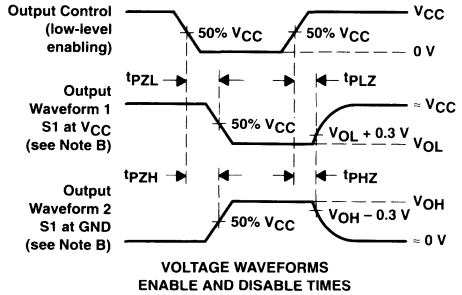 Output Control
(low-level
enabling)
50% VCC
50% VCC
VCC
0 V
tPZL
tPLZ
Output
Waveform 1
S1 at VCC
(see Note B)
50% VCC
≈ VCC
VOL + 0.3 V
VOL
tPZH
tPHZ
Output
Waveform 2
S1 at GND
(see Note B)
50% VCC
VOH
VOH − 0.3 V
≈ 0 V
VOLTAGE WAVEFORMS
ENABLE AND DISABLE TIMES